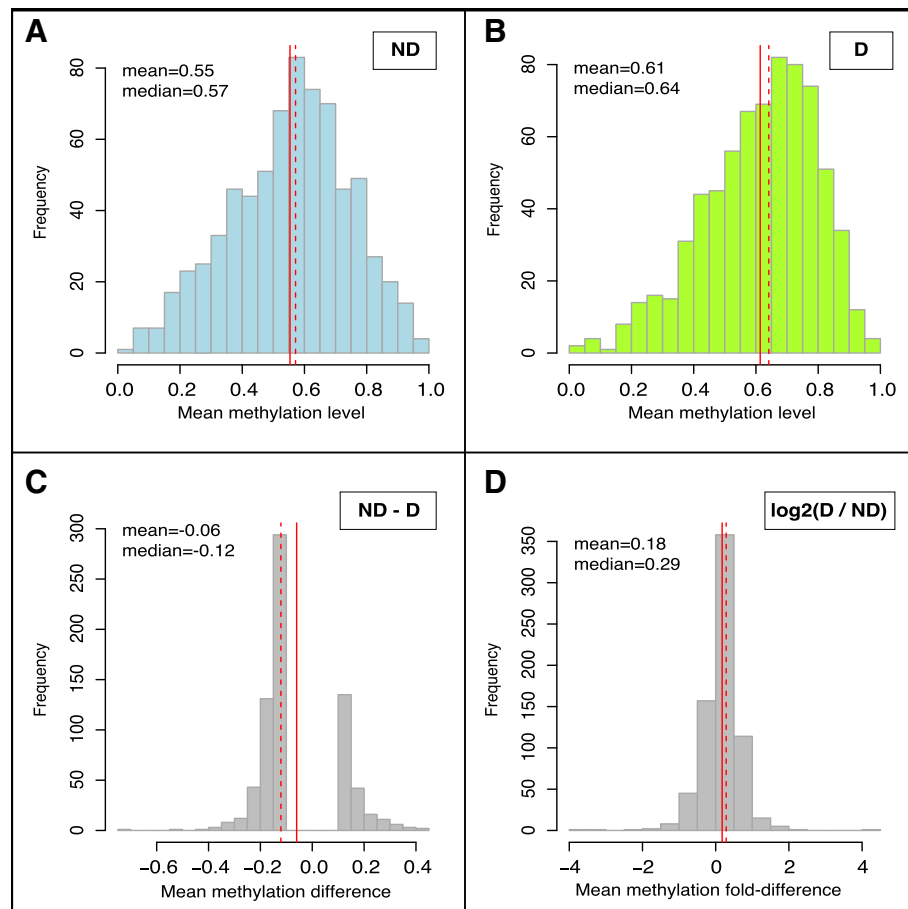 A
ND
mean=0.55
median=0.57
Frequency
0 20 40 60 80
0.0 0.2 0.4 0.6 0.8 1.0
Mean methylation level
B
D
mean=0.61
median=0.64
Frequency
0 20 40 60 80
0.0 0.2 0.4 0.6 0.8 1.0
Mean methylation level
C
ND - D
mean=-0.06
median=-0.12
Frequency
0 50 100 150 200 250 300
−0.6 −0.4 −0.2 0.0 0.2 0.4
Mean methylation difference
D
log2(D / ND)
mean=0.18
median=0.29
Frequency
0 50 100 150 200 250 300 350
−4 −2 0 2 4
Mean methylation fold-difference